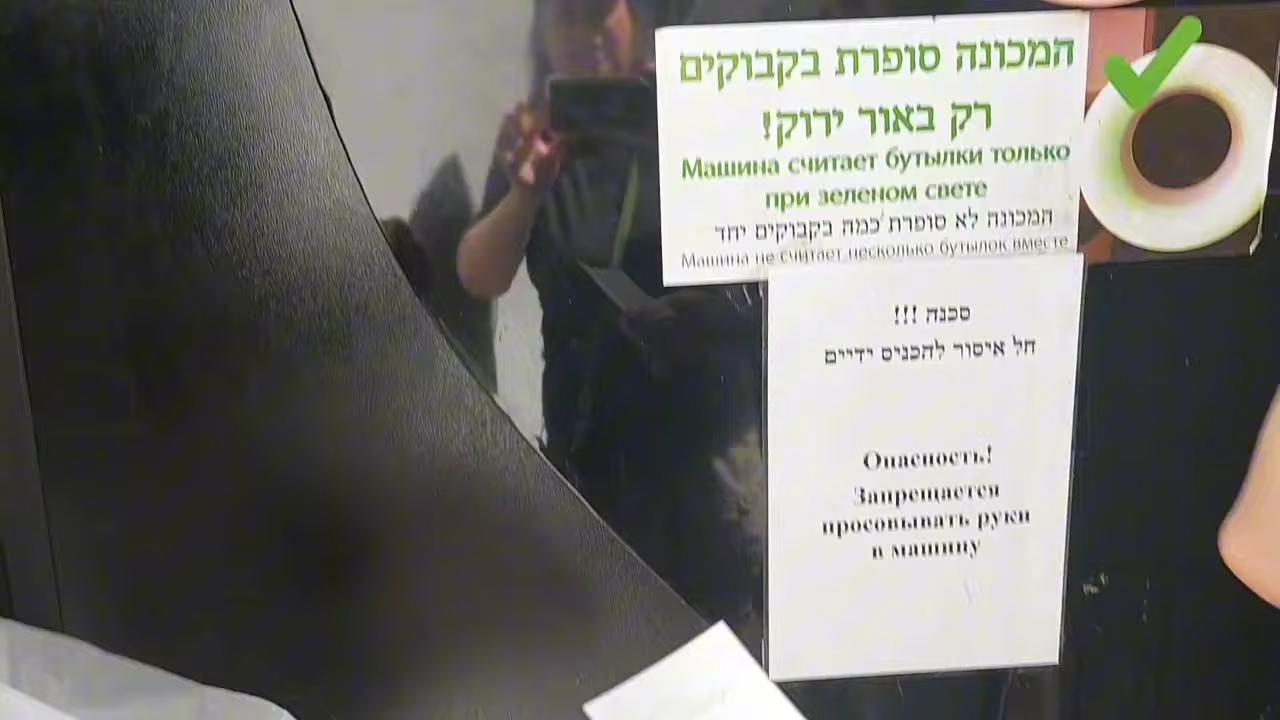 המכונה סופרת בקבוקים
רק באור ירוק!
Машина считает бутылки только
при зеленом свете
המכונה לא סופרת כמה בקבוקים יחד
Машина не считает несколько бутылок вместе
סכנה !!!
חל איסור להכניס ידיים
Опасность!
Запрещается
просовывать руки
в машину